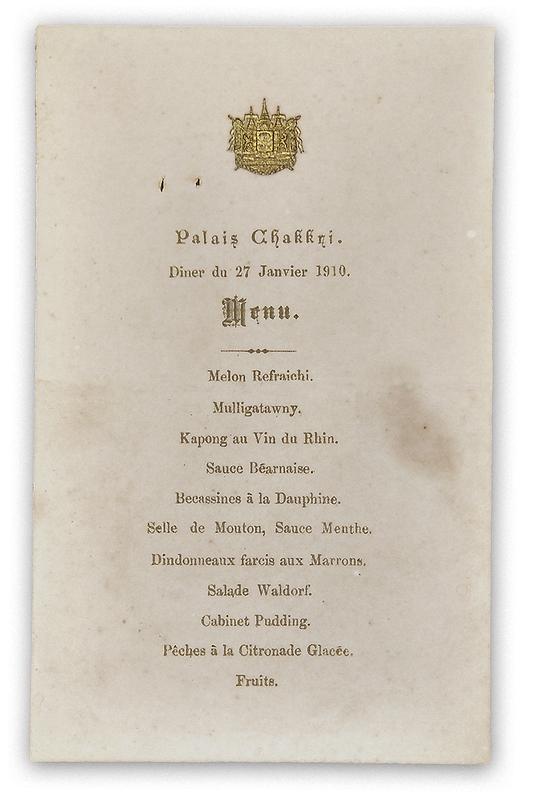 Palais Chakkri.
Diner du 27 Janvier 1910.
Menu.
Melon Refraichi.
Mulligatawny.
Kapong au Vin du Rhin.
Sauce Béarnaise.
Becassines à la Dauphine.
Selle de Mouton, Sauce Menthe.
Dindonneaux farcis aux Marrons.
Salade Waldorf.
Cabinet Pudding.
Pêches à la Citronade Glacée.
Fruits.